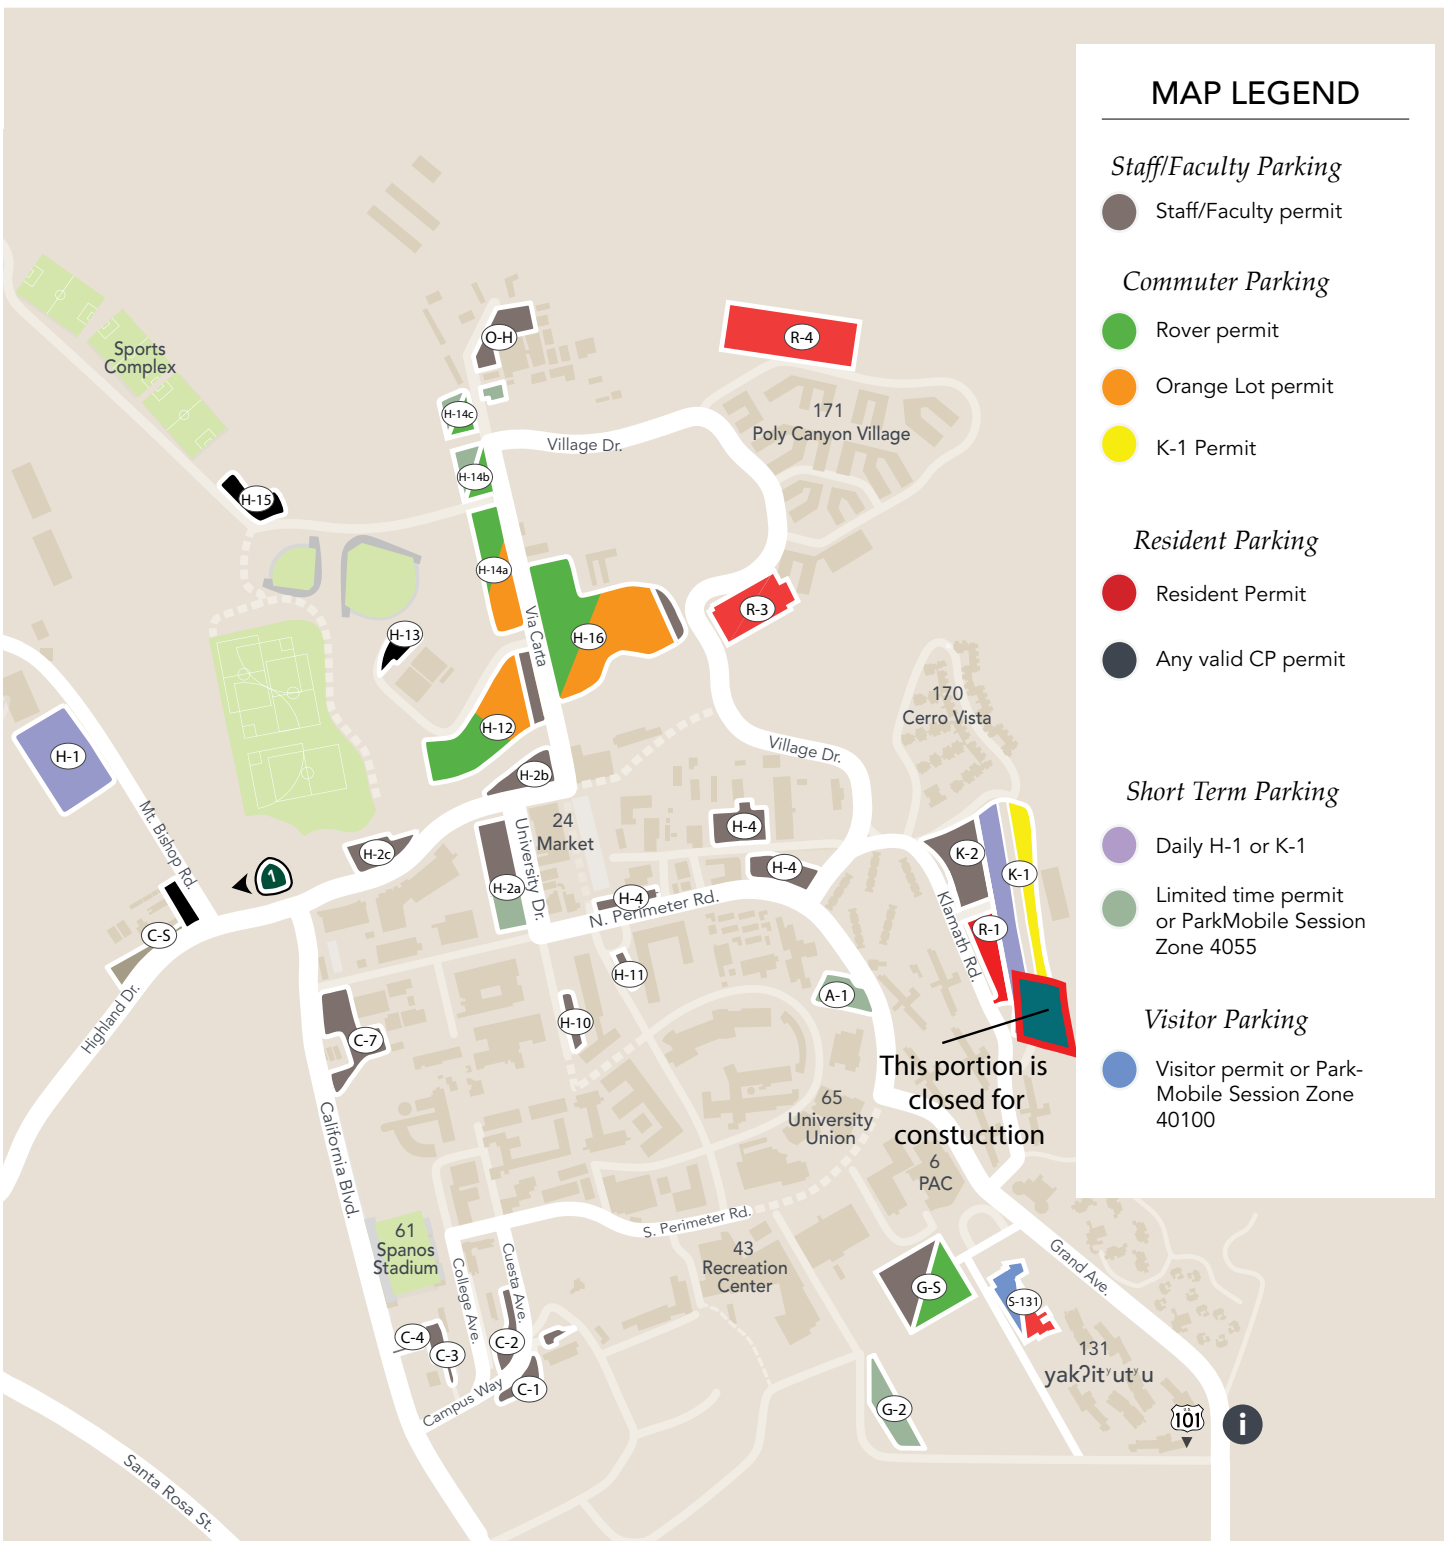 MAP LEGEND
Staff/Faculty Parking
Staff/Faculty permit
Commuter Parking
Rover permit
Orange Lot permit
K-1 Permit
Resident Parking
Resident Permit
Any valid CP permit
Short Term Parking
Daily H-1 or K-1
Limited time permit
or ParkMobile Session
Zone 4055
Visitor Parking
Visitor permit or Park-
Mobile Session Zone
40100
Sports
Complex
O-H
R-4
H-14c
171
Poly Canyon Village
Village Dr.
H-14b
H-15
H-14a
R-3
H-13
Via Carta
H-16
170
Cerro Vista
H-12
H-1
Village Dr.
H-2b
Mt. Bishop Rd.
24
Market
University Dr.
H-4
H-2c
K-2
H-4
K-1
1
H-2a
H-4
N. Perimeter Rd.
Klamath Rd.
R-1
C-S
H-11
A-1
Highland Dr.
H-10
C-7
This portion is
closed for
constucttion
65
University
Union
California Blvd.
6
PAC
61
Spanos
Stadium
S. Perimeter Rd.
43
Recreation
Center
Grand Ave.
College Ave.
Cuesta Ave.
G-S
S-131
C-4
C-3
C-2
131
yakʔitʸutʸu
C-1
Campus Way
G-2
101
i
Santa Rosa St.